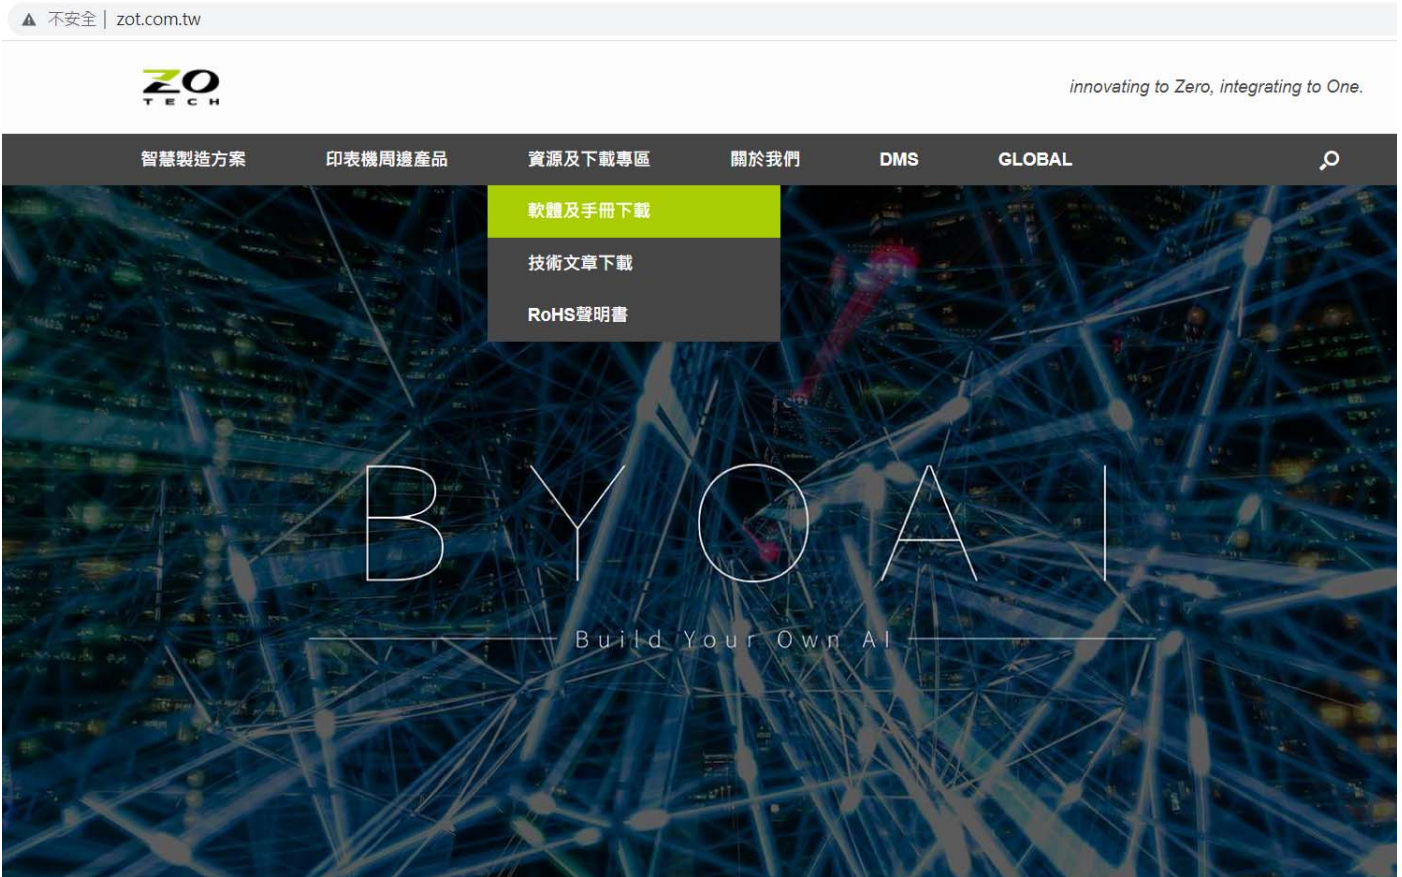 不安全 | zot.com.tw
ZO
TECH
innovating to Zero, integrating to One.
智慧製造方案 印表機周邊產品 資源及下載專區 關於我們 DMS GLOBAL
軟體及手冊下載
技術文章下載
RoHS聲明書
BYOAI
Build Your Own AI